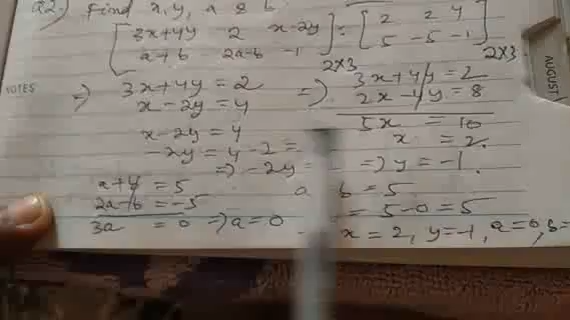 Q2. Find x, y, a & b
[3x+4y 2 x-2y = [2 2 4
a+b 2a-b -1] 5 -5 -1]
2x3 2x3
NOTES
AUGUST
⇒ 3x+4y = 2 ⇒ 3x+4y = 2
x-2y = 4 2x-4y = 8
5x = 10
x-2y = 4 x = 2.
-2y = 4-2 =
⇒ -2y = ⇒ y = -1.
a+b = 5 a b = 5
2a-b = -5
3a = 0 ⇒ a = 0 = 5-0 = 5
x = 2, y = -1, a = 0, b =